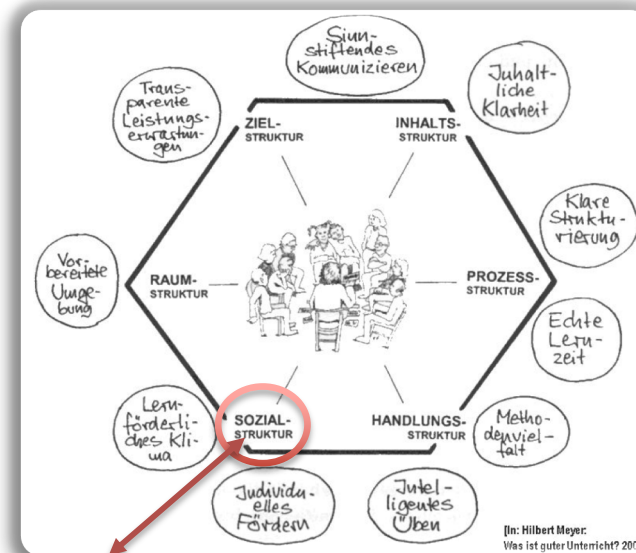 Sinn-
stiftendes
Kommunizieren
Inhalt-
liche
Klarheit
Trans-
parente
Leistungs-
erwartun-
gen
ZIEL-
STRUKTUR
INHALTS-
STRUKTUR
Klare
Struktu-
rierung
Vor-
bereitete
Umge-
bung
RAUM-
STRUKTUR
PROZESS-
STRUKTUR
Echte
Lern-
zeit
Lern-
förderli-
ches Kli-
ma
SOZIAL-
STRUKTUR
HANDLUNGS-
STRUKTUR
Metho-
denviel-
falt
Individu-
elles
Fördern
Intel-
ligentes
Üben
[In: Hilbert Meyer:
Was ist guter Unterricht?